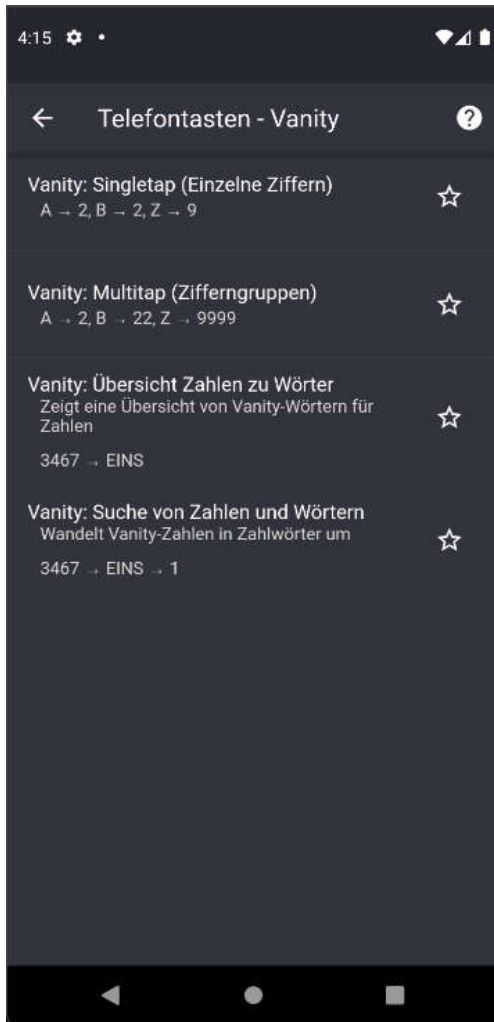 4:15
Telefontasten - Vanity
Vanity: Singletap (Einzelne Ziffern)
A → 2, B → 2, Z → 9
Vanity: Multitap (Zifferngruppen)
A → 2, B → 22, Z → 9999
Vanity: Übersicht Zahlen zu Wörter
Zeigt eine Übersicht von Vanity-Wörtern für
Zahlen
3467 → EINS
Vanity: Suche von Zahlen und Wörtern
Wandelt Vanity-Zahlen in Zahlwörter um
3467 → EINS → 1